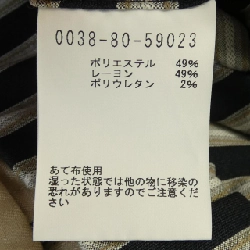 0038-80-59023
ポリエステル 49%
レーヨン 49%
ポリウレタン 2%
あて布使用
湿った状態では他の物に移染の
恐れがありますのでご注意くださ
い